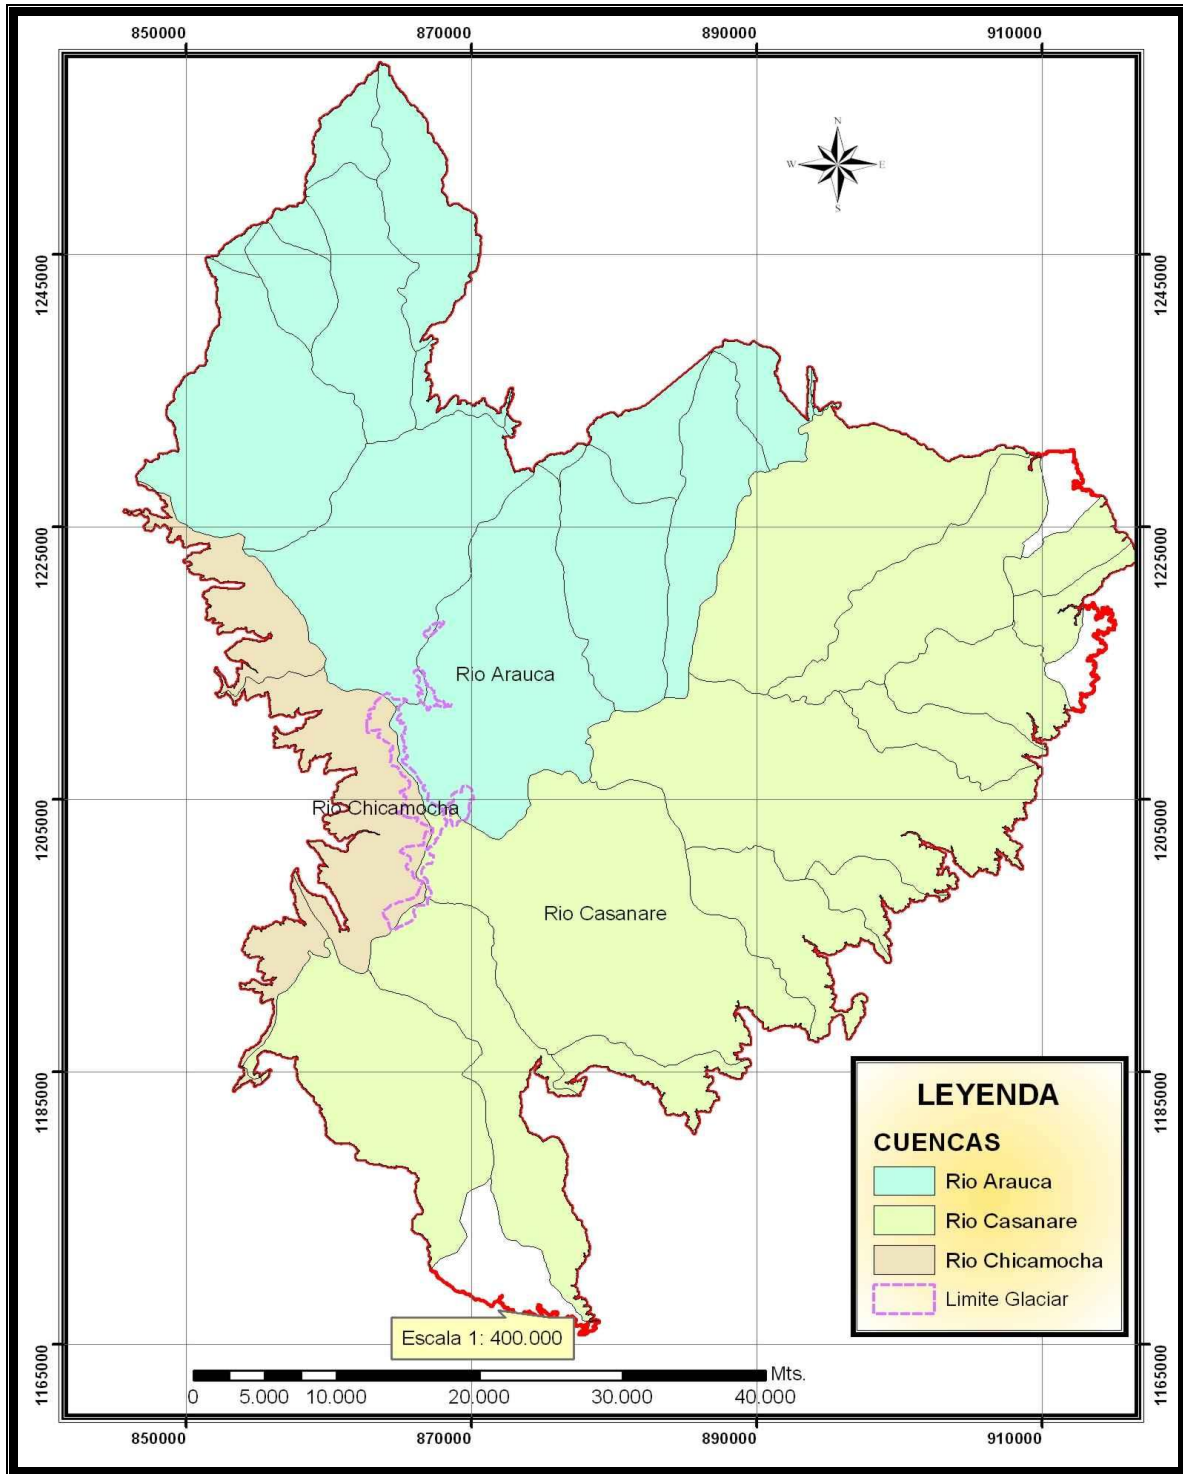 850000 870000 890000 910000
N
W E
S
1245000 1245000
1225000 1225000
Rio Arauca
1205000 1205000
Rio Chicamocha
Rio Casanare
1185000 1185000
LEYENDA
CUENCAS
Rio Arauca
Rio Casanare
Rio Chicamocha
Limite Glaciar
Escala 1: 400.000
1165000 1165000
Mts.
0 5.000 10.000 20.000 30.000 40.000
850000 870000 890000 910000